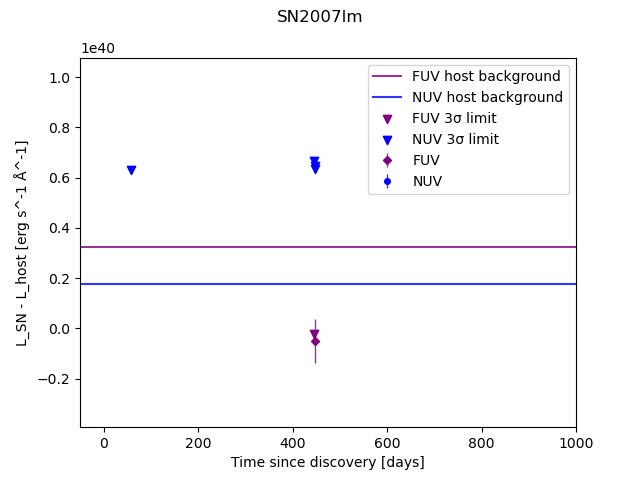 SN2007lm
1e40
1.0
0.8
0.6
0.4
0.2
0.0
−0.2
L_SN - L_host [erg s^-1 Å^-1]
FUV host background
NUV host background
FUV 3σ limit
NUV 3σ limit
FUV
NUV
0 200 400 600 800 1000
Time since discovery [days]